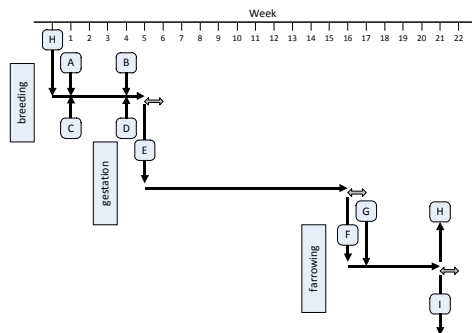 Week
1 2 3 4 5 6 7 8 9 10 11 12 13 14 15 16 17 18 19 20 21 22
H
A B
breeding
C D
E
gestation
G H
F
farrowing
I